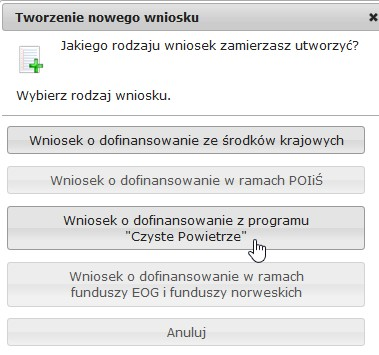 Tworzenie nowego wniosku
Jakiego rodzaju wniosek zamierzasz utworzyć?
Wybierz rodzaj wniosku.
Wniosek o dofinansowanie ze środków krajowych
Wniosek o dofinansowanie w ramach POIiŚ
Wniosek o dofinansowanie z programu
"Czyste Powietrze"
Wniosek o dofinansowanie w ramach
funduszy EOG i funduszy norweskich
Anuluj